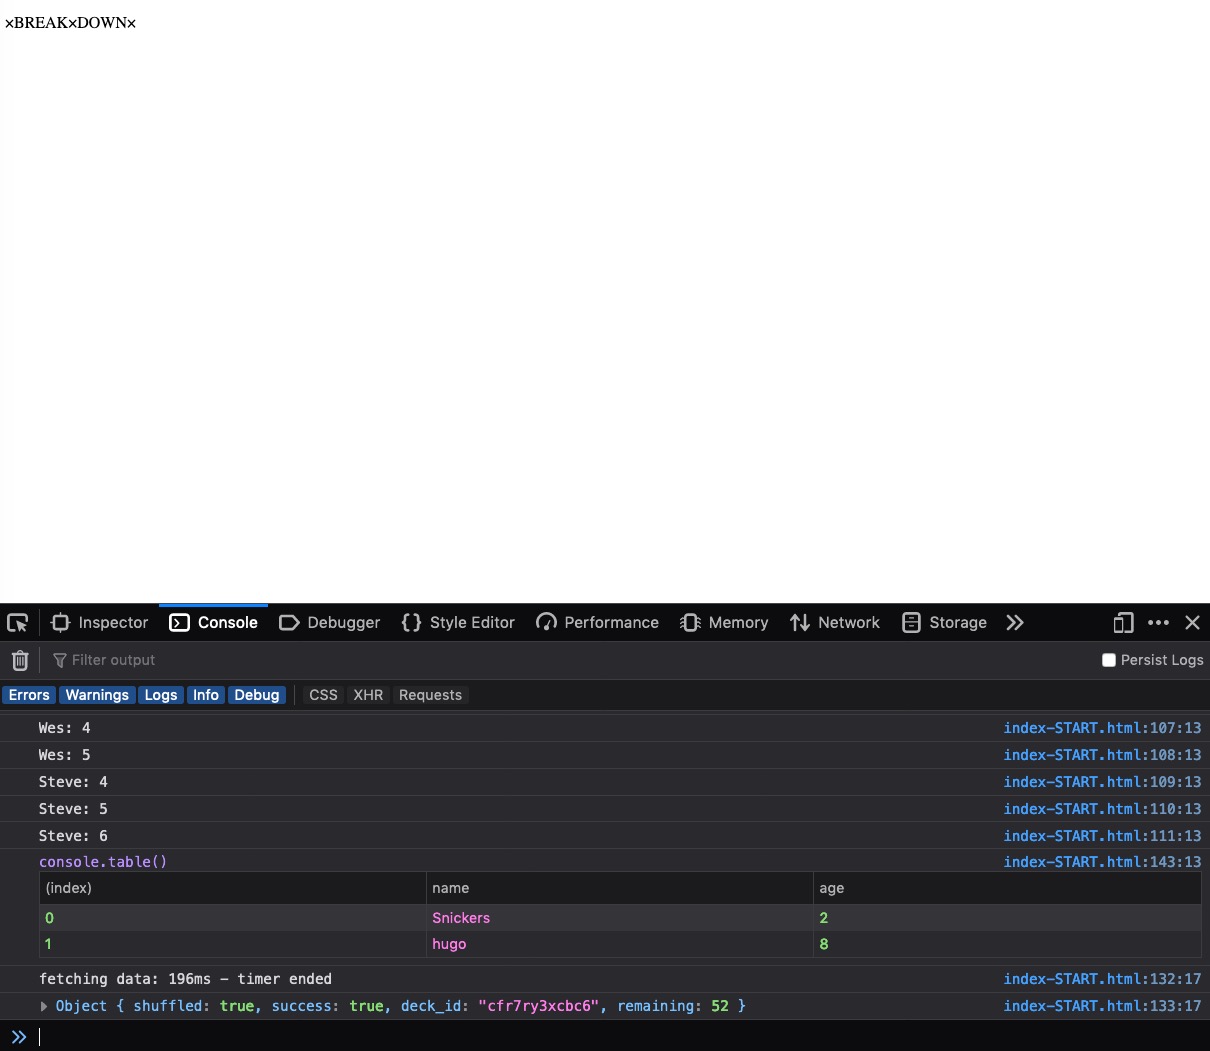 ×BREAK×DOWN×
Inspector Console Debugger Style Editor Performance Memory Network Storage
Filter output Persist Logs
Errors Warnings Logs Info Debug CSS XHR Requests
Wes: 4 index-START.html:107:13
Wes: 5 index-START.html:108:13
Steve: 4 index-START.html:109:13
Steve: 5 index-START.html:110:13
Steve: 6 index-START.html:111:13
console.table() index-START.html:143:13
(index) name age
0 Snickers 2
1 hugo 8
fetching data: 196ms - timer ended index-START.html:132:17
Object { shuffled: true, success: true, deck_id: "cfr7ry3xcbc6", remaining: 52 } index-START.html:133:17